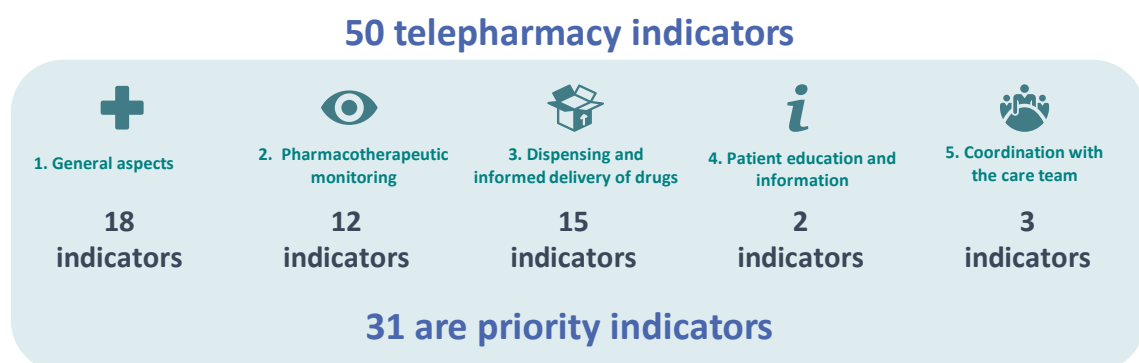 50 telepharmacy indicators
1. General aspects
2. Pharmacotherapeutic
monitoring
3. Dispensing and
informed delivery of drugs
4. Patient education and
information
5. Coordination with
the care team
18
indicators
12
indicators
15
indicators
2
indicators
3
indicators
31 are priority indicators